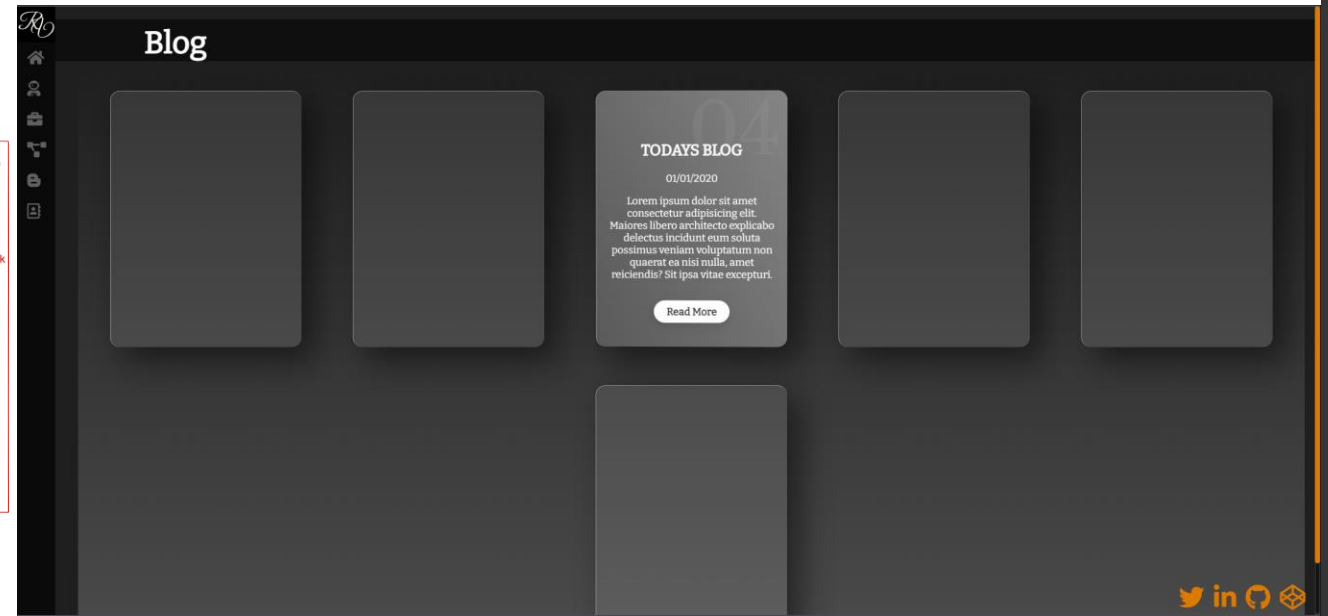 Blog
04
TODAYS BLOG
01/01/2020
Lorem ipsum dolor sit amet
consectetur adipisicing elit.
Maiores libero architecto explicabo
delectus incidunt eum soluta
possimus veniam voluptatum non
quaerat ea nisi nulla, amet
reiciendis? Sit ipsa vitae excepturi.
Read More
in